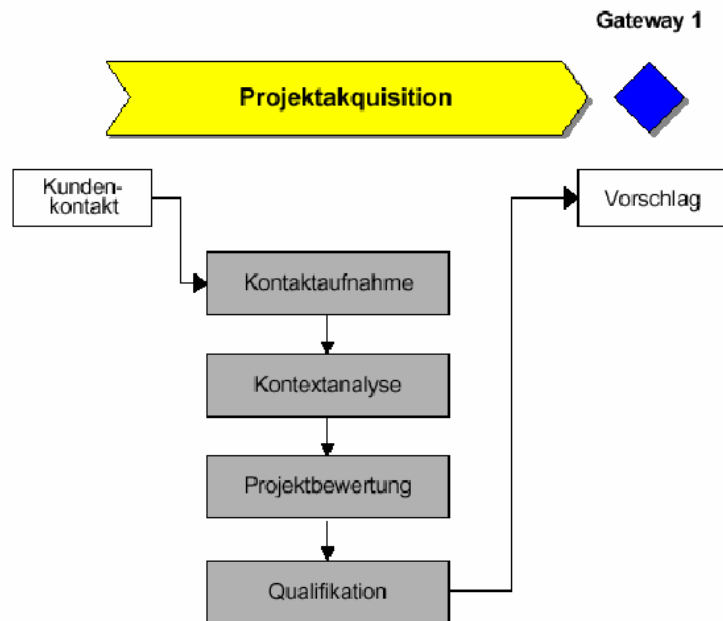 Gateway 1
Projektakquisition
Kunden-
kontakt
Vorschlag
Kontaktaufnahme
Kontextanalyse
Projektbewertung
Qualifikation